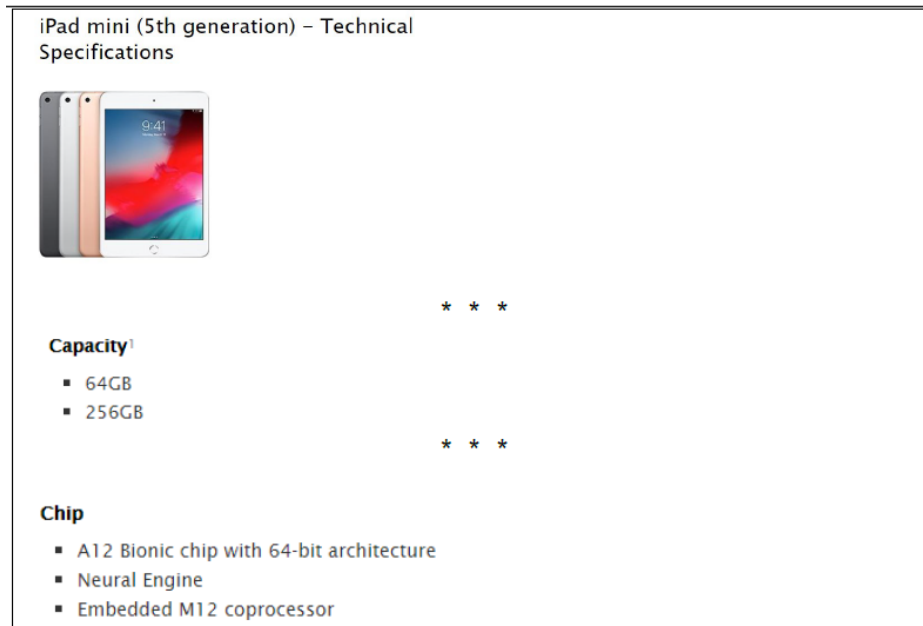 iPad mini (5th generation) – Technical
Specifications
9:41
* * *
Capacity1
▪ 64GB
▪ 256GB
* * *
Chip
▪ A12 Bionic chip with 64-bit architecture
▪ Neural Engine
▪ Embedded M12 coprocessor